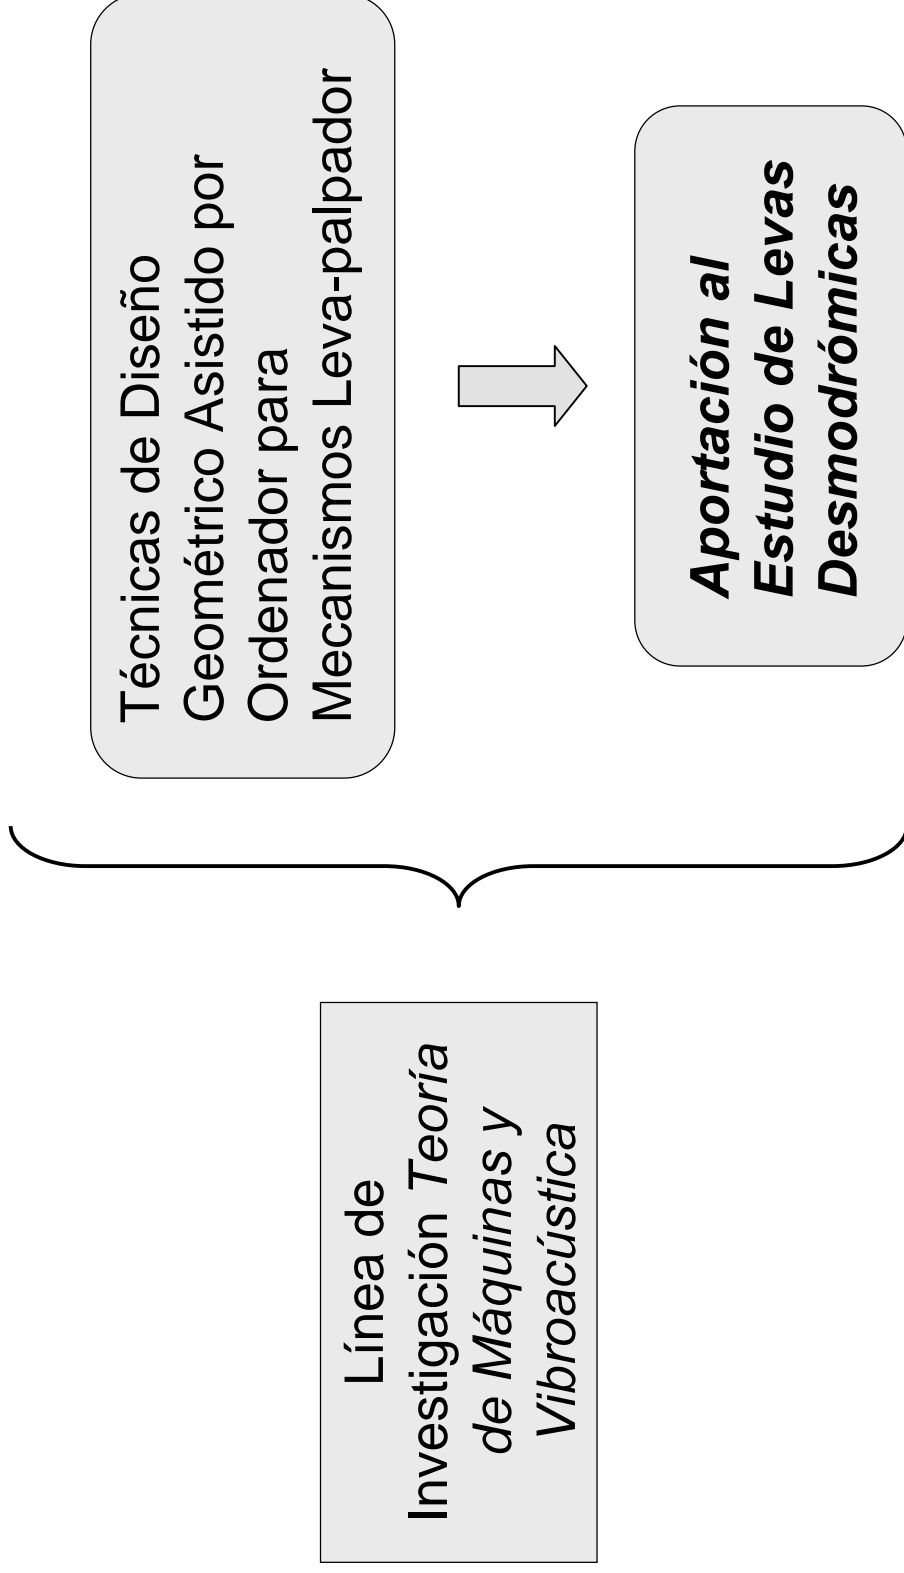 Línea de
Investigación Teoría
de Máquinas y
Vibroacústica
Técnicas de Diseño
Geométrico Asistido por
Ordenador para
Mecanismos Leva-palpador
Aportación al
Estudio de Levas
Desmodrómicas